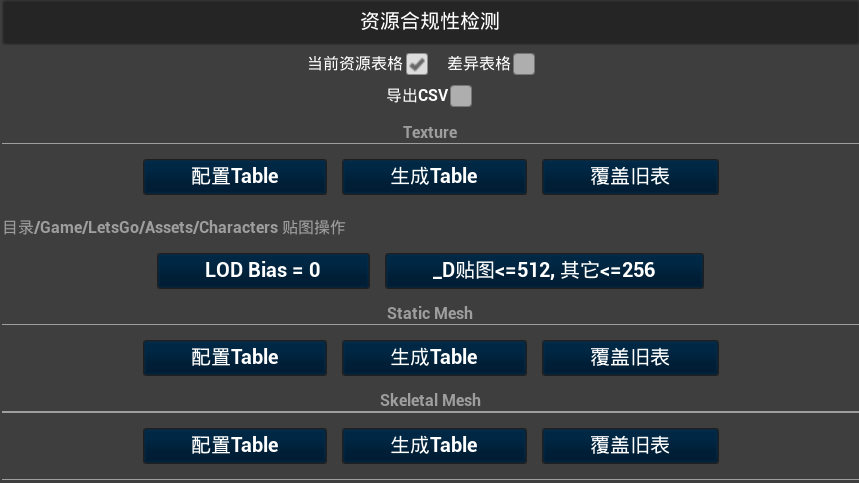 资源合规性检测
当前资源表格 差异表格
导出CSV
Texture
配置Table 生成Table 覆盖旧表
目录/Game/LetsGo/Assets/Characters 贴图操作
LOD Bias = 0 _D贴图<=512, 其它<=256
Static Mesh
配置Table 生成Table 覆盖旧表
Skeletal Mesh
配置Table 生成Table 覆盖旧表